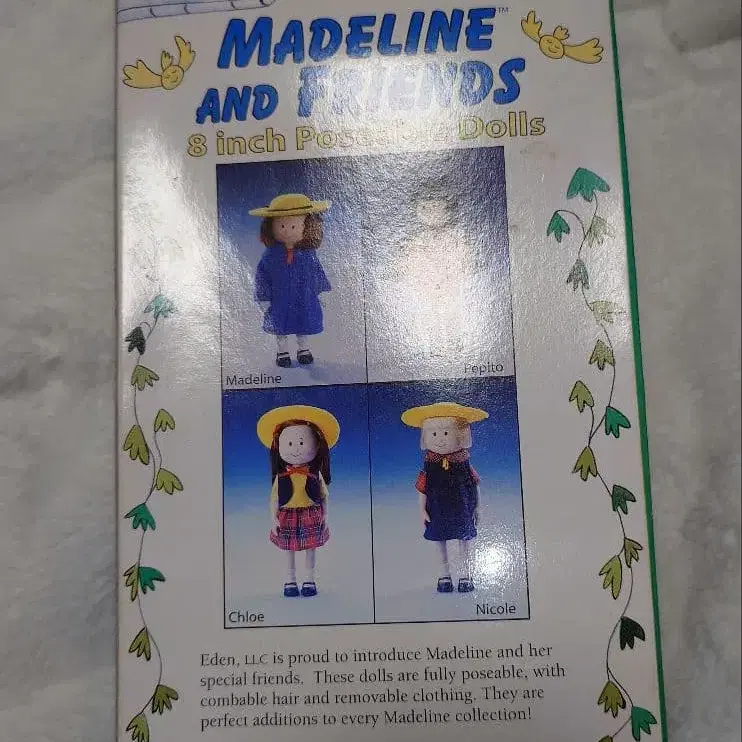 MADELINE™
AND FRIENDS
8 inch Poseable Dolls
Madeline
Pepito
Chloe
Nicole
Eden, LLC is proud to introduce Madeline and her
special friends. These dolls are fully poseable, with
combable hair and removable clothing. They are
perfect additions to every Madeline collection!